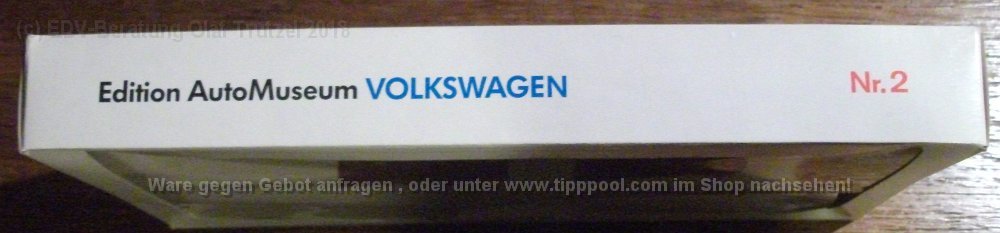 (c) EDV-Beratung Olaf Trutzel 2018
Edition AutoMuseum VOLKSWAGEN Nr.2
Ware gegen Gebot anfragen , oder unter www.tipppool.com im Shop nachsehen!